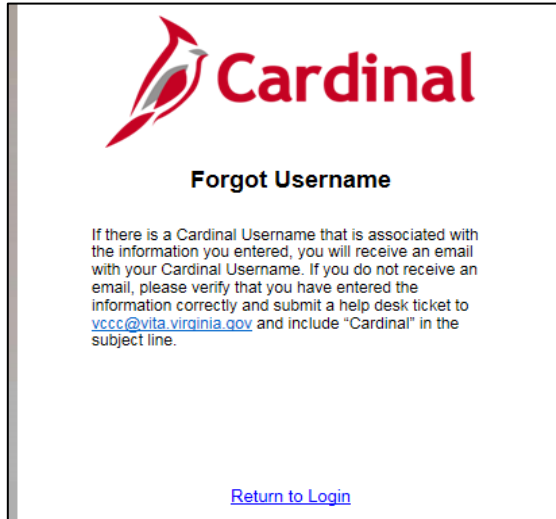 Cardinal
Forgot Username
If there is a Cardinal Username that is associated with
the information you entered, you will receive an email
with your Cardinal Username. If you do not receive an
email, please verify that you have entered the
information correctly and submit a help desk ticket to
vccc@vita.virginia.gov and include “Cardinal” in the
subject line.
Return to Login